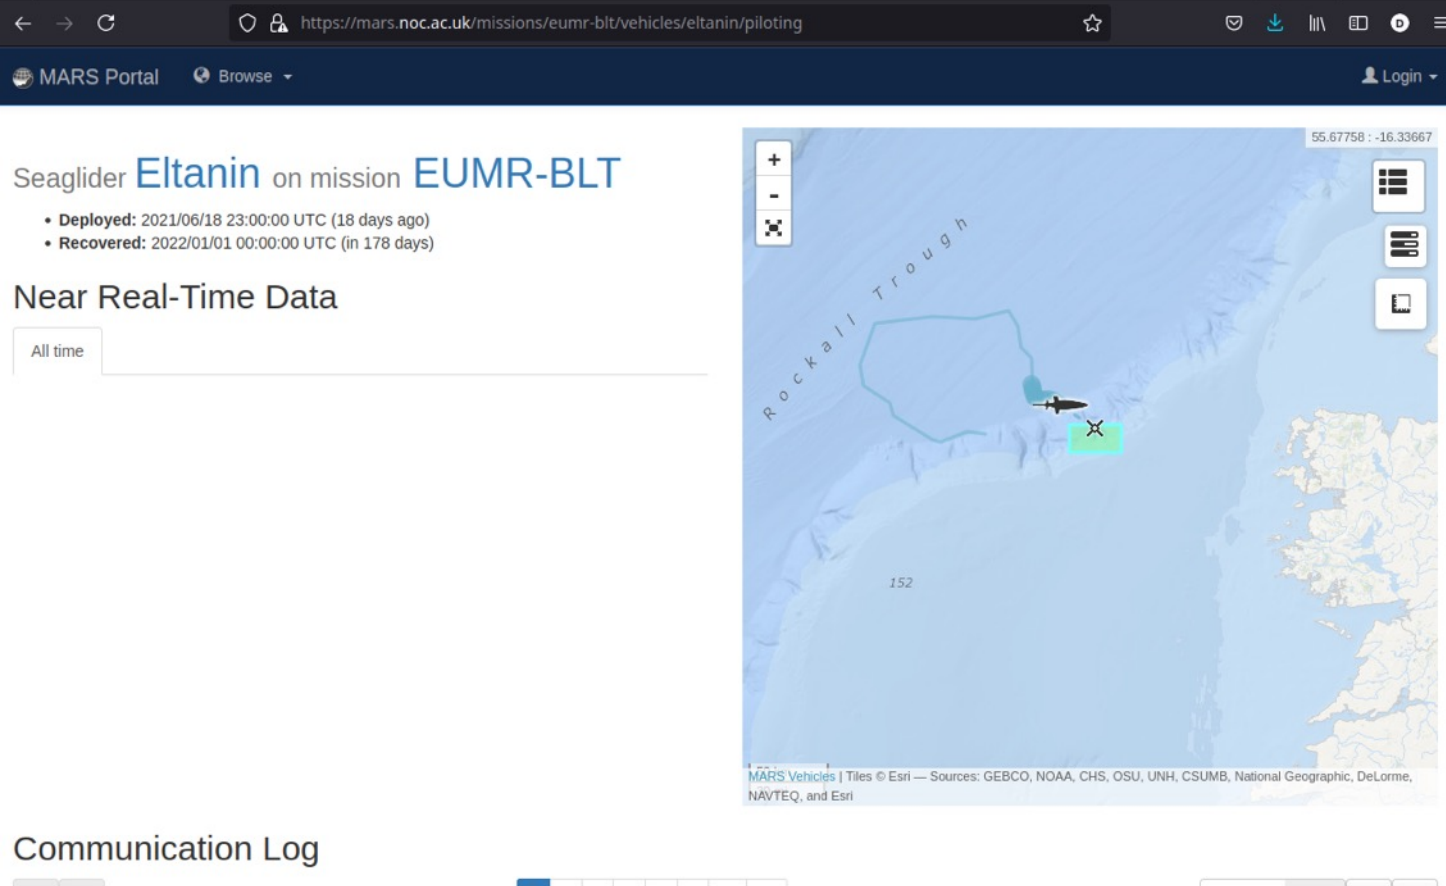 https://mars.noc.ac.uk/missions/eumr-blt/vehicles/eltanin/piloting
D
MARS Portal Browse Login
Seaglider Eltanin on mission EUMR-BLT
• Deployed: 2021/06/18 23:00:00 UTC (18 days ago)
• Recovered: 2022/01/01 00:00:00 UTC (in 178 days)
Near Real-Time Data
All time
+
-
55.67758 : -16.33667
Rockall Trough
152
MARS Vehicles | Tiles © Esri — Sources: GEBCO, NOAA, CHS, OSU, UNH, CSUMB, National Geographic, DeLorme,
NAVTEQ, and Esri
Communication Log